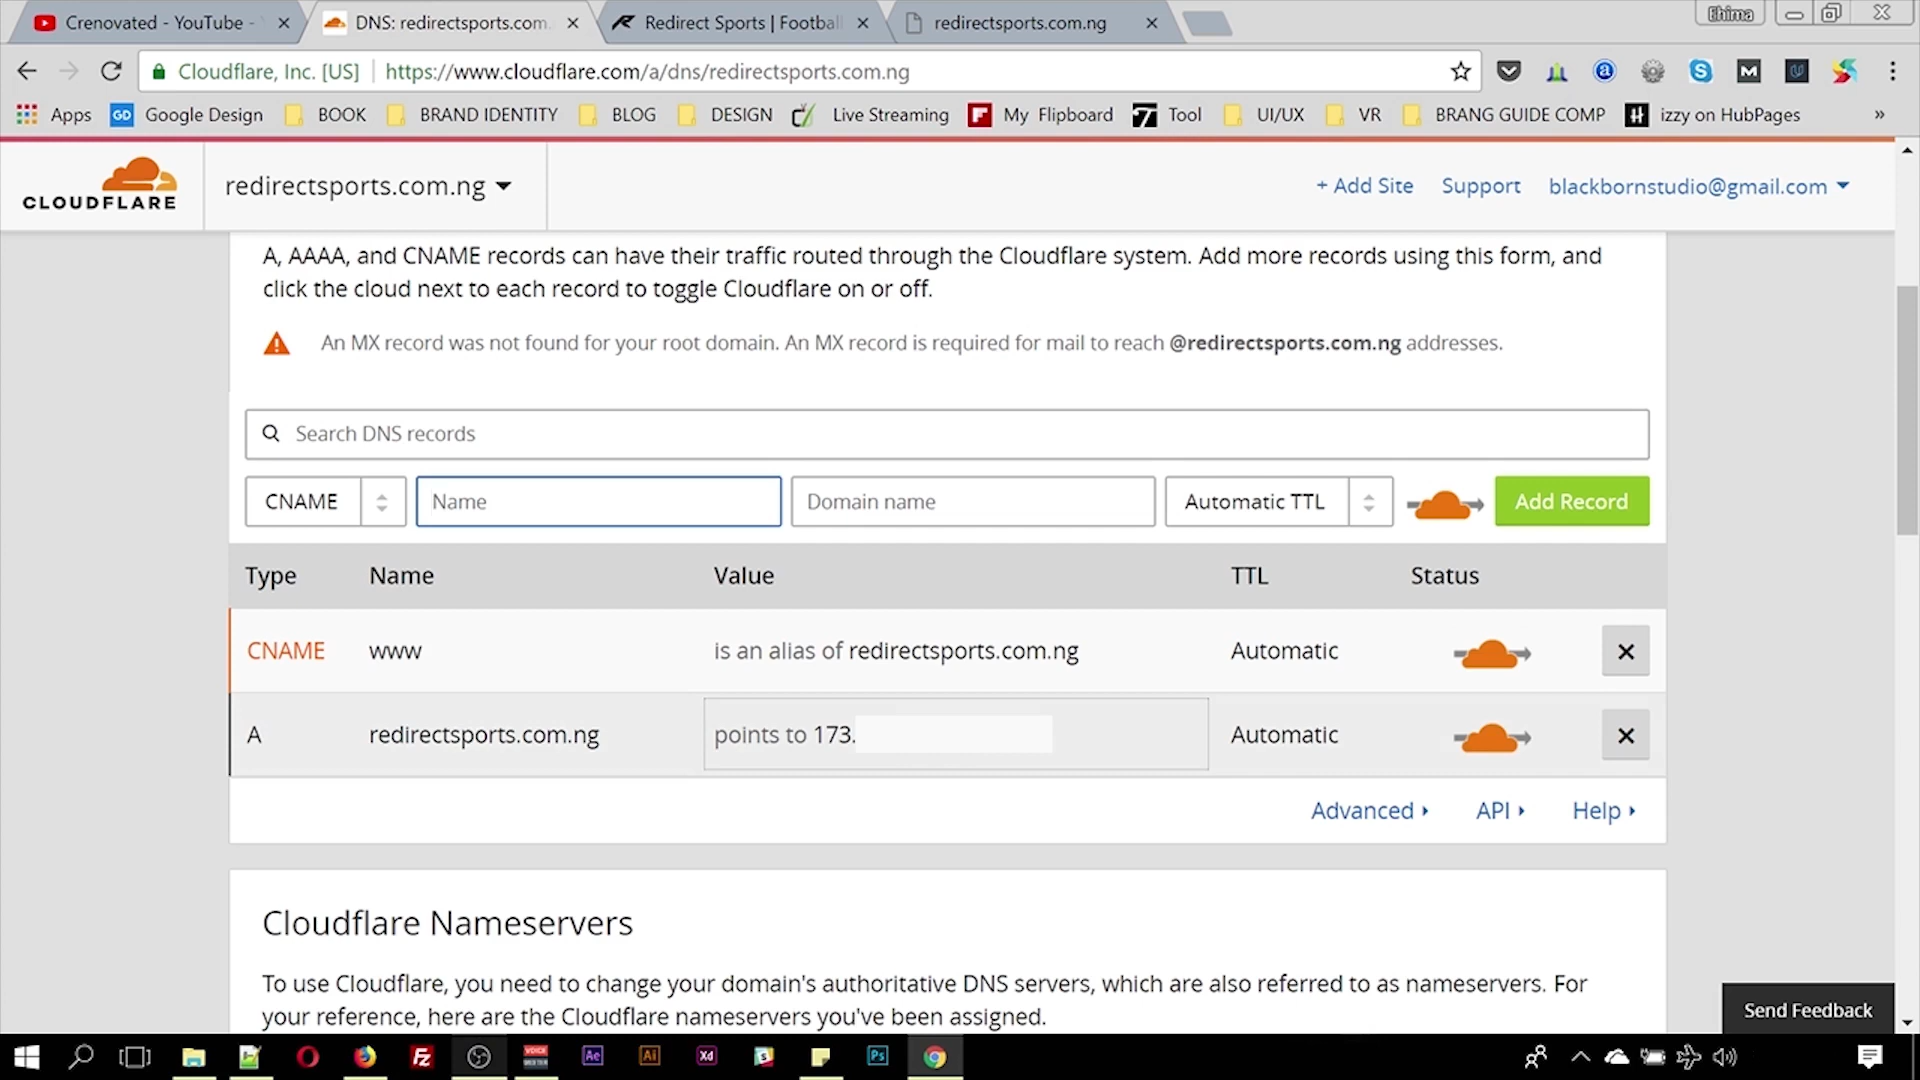 Crenovated - YouTube -
DNS: redirectsports.com.
Redirect Sports | Football
redirectsports.com.ng
Ehima
Cloudflare, Inc. [US]
https://www.cloudflare.com/a/dns/redirectsports.com.ng
Apps
GD
Google Design
BOOK
BRAND IDENTITY
BLOG
DESIGN
Live Streaming
My Flipboard
Tool
UI/UX
VR
BRANG GUIDE COMP
H
izzy on HubPages
»
CLOUDFLARE
redirectsports.com.ng
+ Add Site
Support
blackbornstudio@gmail.com
A, AAAA, and CNAME records can have their traffic routed through the Cloudflare system. Add more records using this form, and
click the cloud next to each record to toggle Cloudflare on or off.
An MX record was not found for your root domain. An MX record is required for mail to reach @redirectsports.com.ng addresses.
Search DNS records
CNAME
Name
Domain name
Automatic TTL
Add Record
Type
Name
Value
TTL
Status
CNAME
www
is an alias of redirectsports.com.ng
Automatic
A
redirectsports.com.ng
points to 173.
Automatic
Advanced
API
Help
Cloudflare Nameservers
To use Cloudflare, you need to change your domain's authoritative DNS servers, which are also referred to as nameservers. For
your reference, here are the Cloudflare nameservers you've been assigned.
Send Feedback
Fz
VOICE
Ae
Ai
Xd
Ps